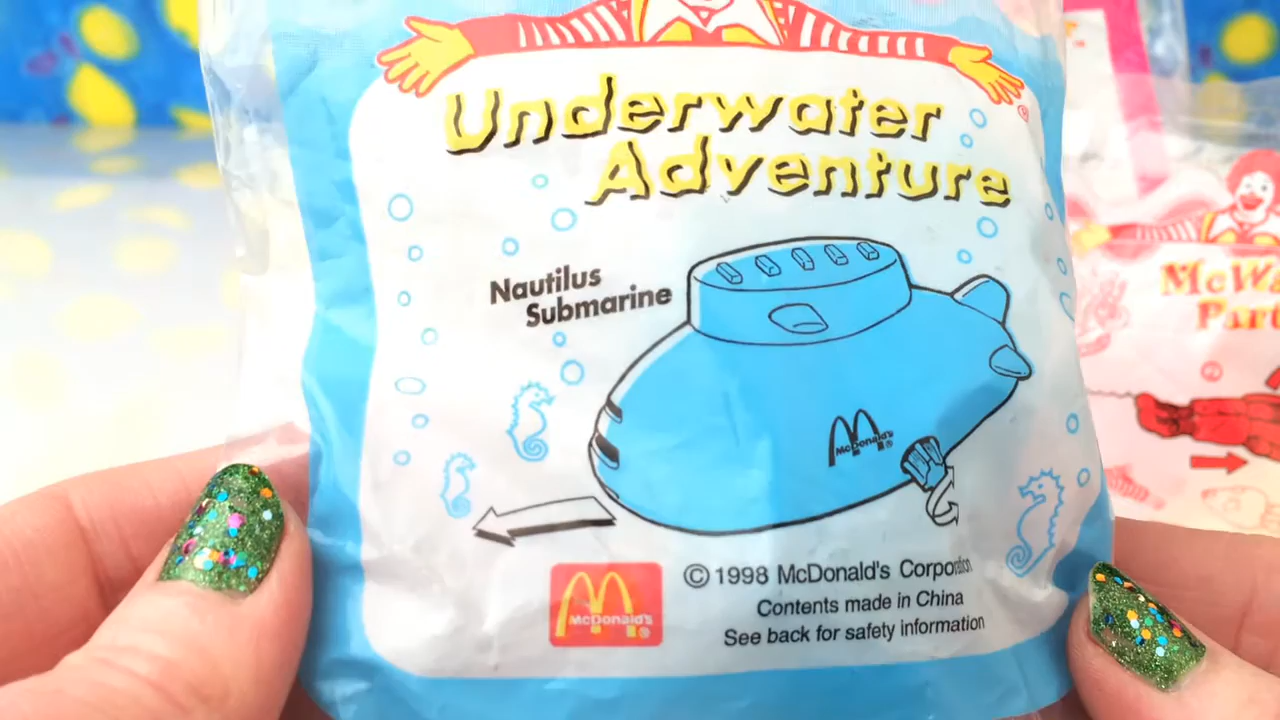 Underwater
Adventure
Nautilus
Submarine
McDonald's®
McDonald's
®
© 1998 McDonald's Corporation
Contents made in China
See back for safety information